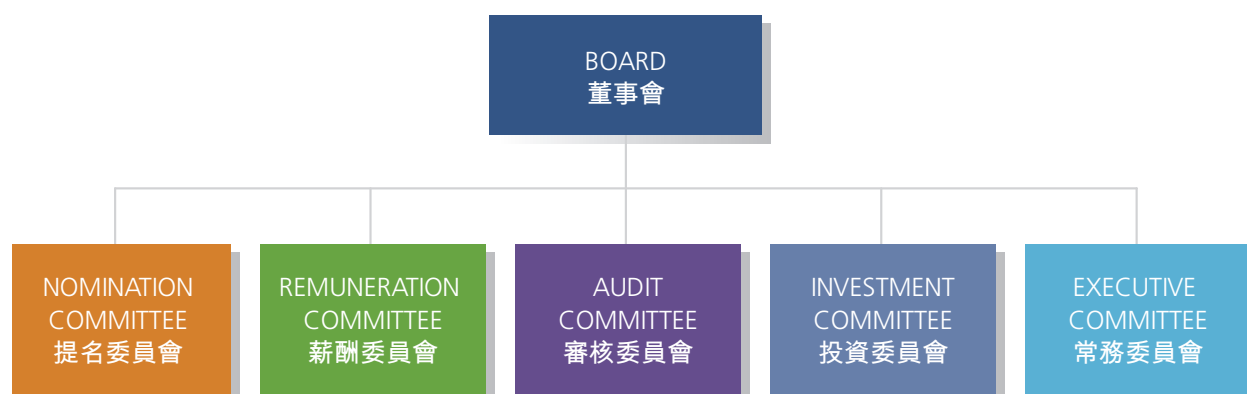 BOARD
董事會
NOMINATION
COMMITTEE
提名委員會
REMUNERATION
COMMITTEE
薪酬委員會
AUDIT
COMMITTEE
審核委員會
INVESTMENT
COMMITTEE
投資委員會
EXECUTIVE
COMMITTEE
常務委員會